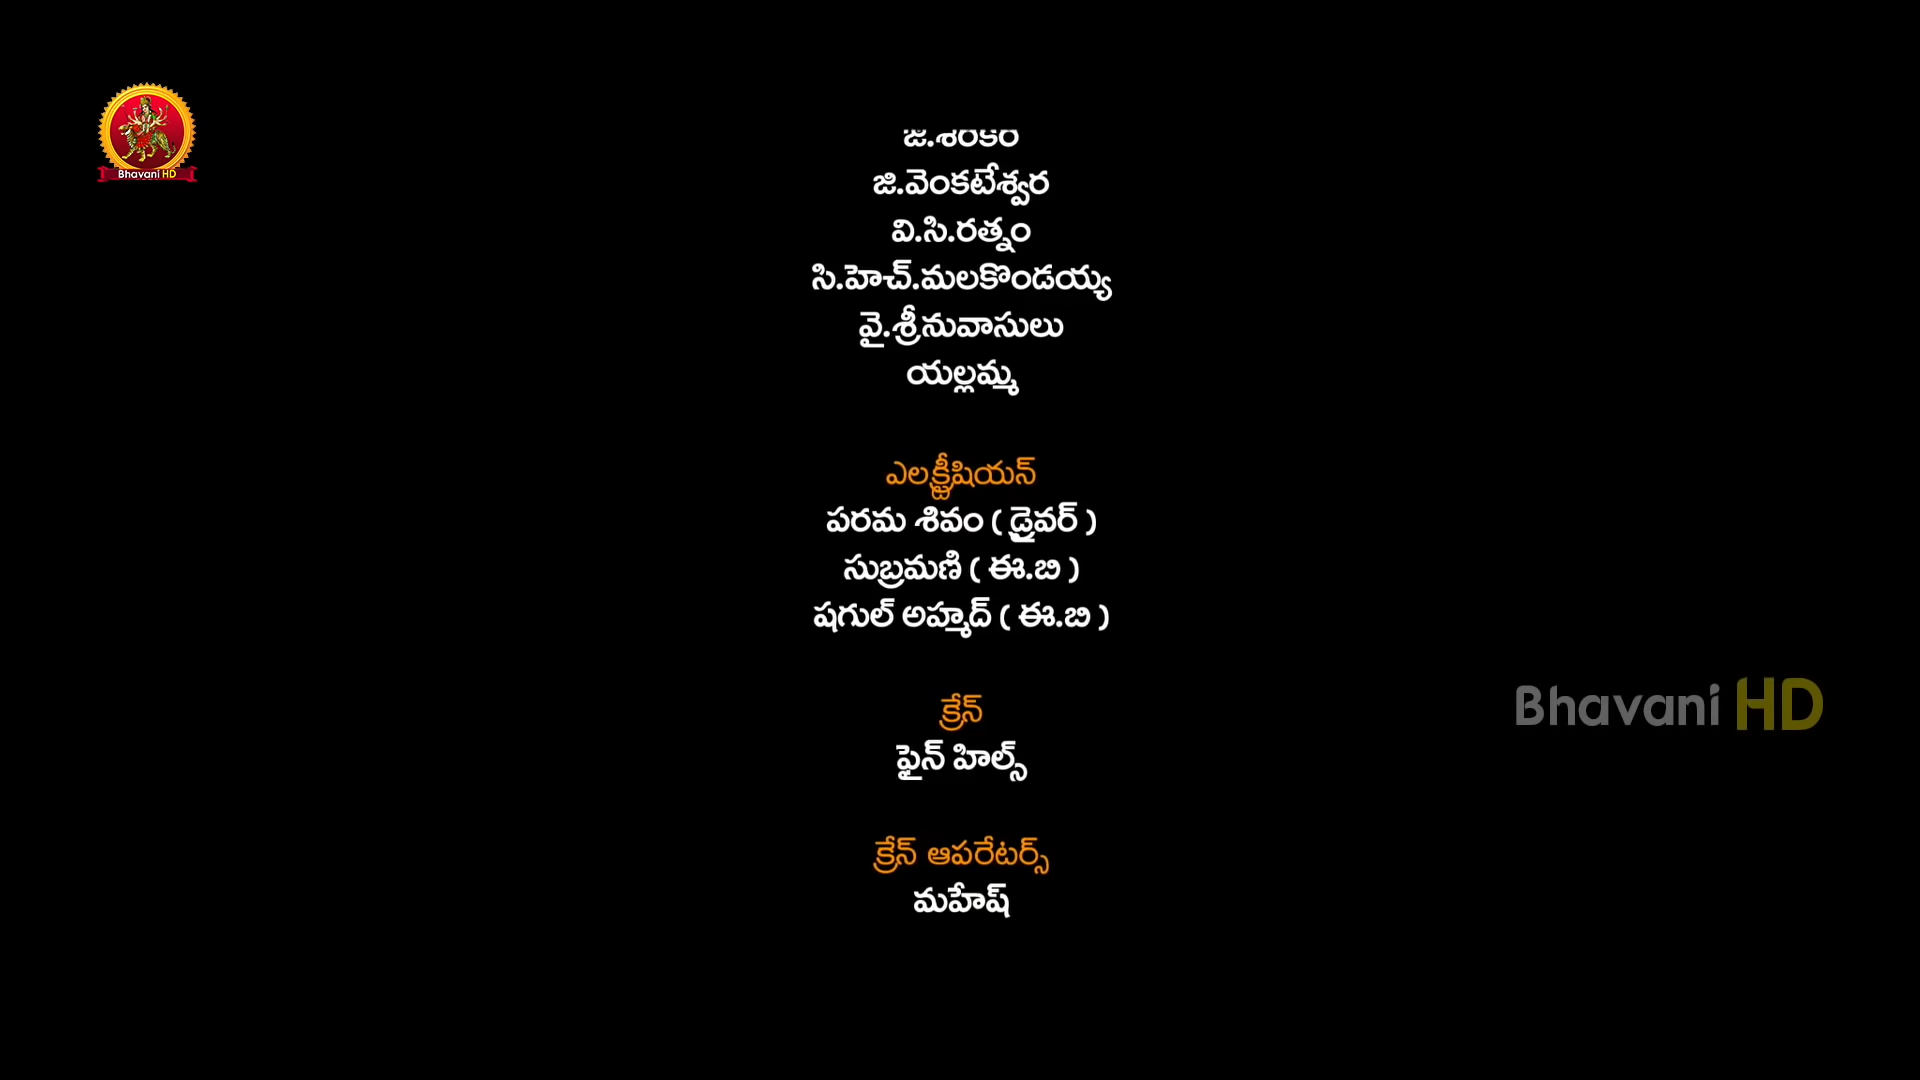 Bhavani HD
జి.వెంకటేశ్వర
వి.సి.రత్నం
సి.హెచ్.మలకొండయ్య
వై.శ్రీనువాసులు
యల్లమ్మ
ఎలక్ట్రీషియన్
పరమ శివం ( డ్రైవర్ )
సుబ్రమణి ( ఈ.బి )
షగుల్ అహ్మద్ ( ఈ.బి )
క్రేన్
ఫైన్ హిల్స్
Bhavani HD
క్రేన్ ఆపరేటర్స్
మహేష్